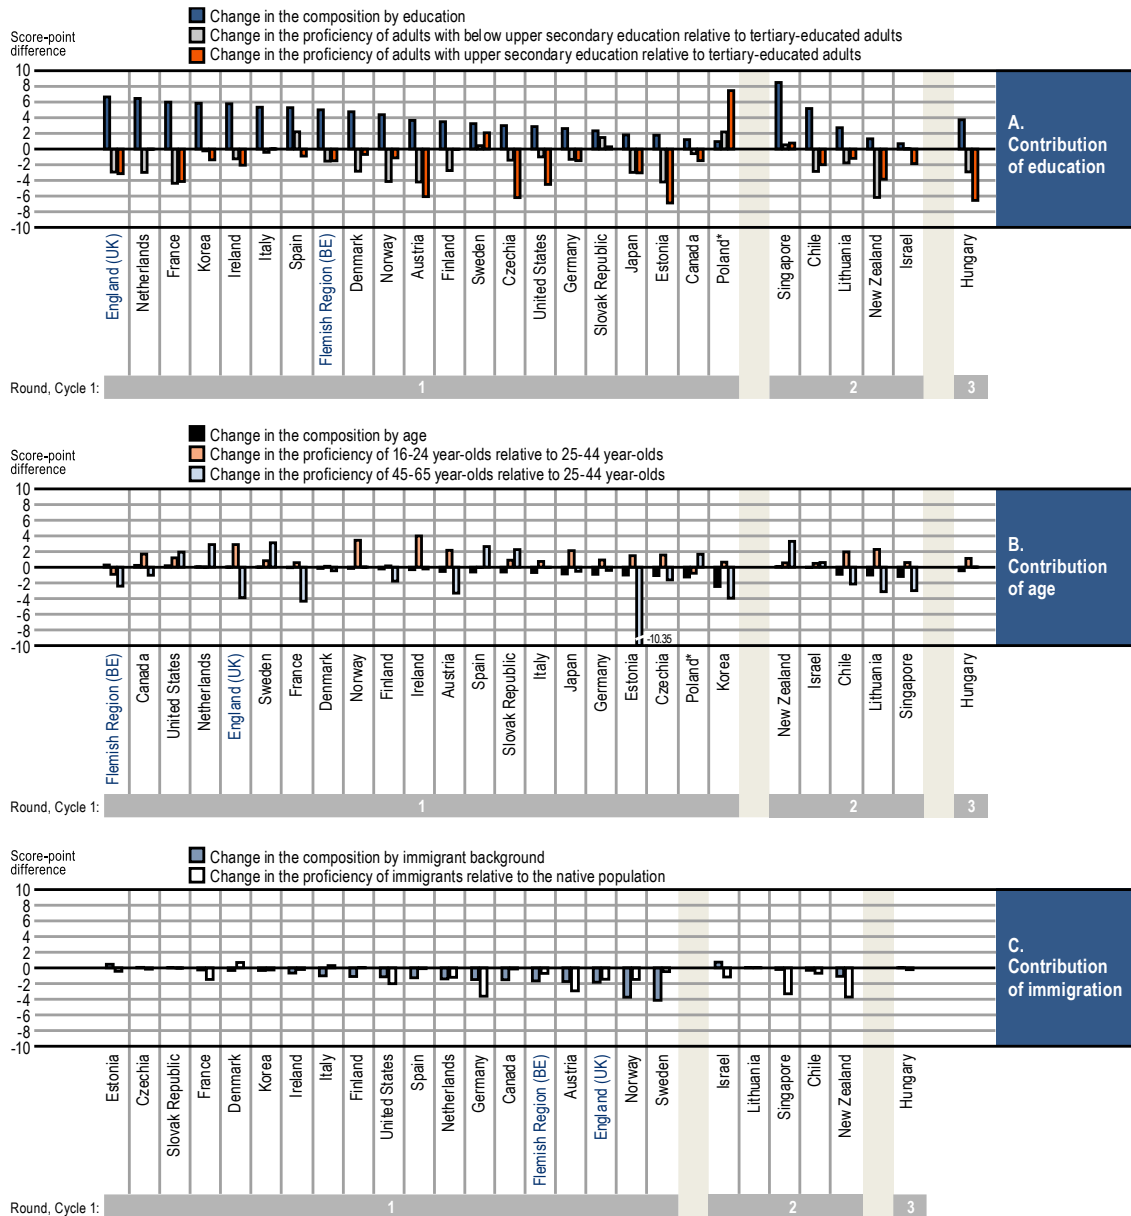 Change in the composition by education
Change in the proficiency of adults with below upper secondary education relative to tertiary-educated adults
Change in the proficiency of adults with upper secondary education relative to tertiary-educated adults
Score-point
difference
10
8
6
4
2
0
-2
-4
-6
-8
-10
A.
Contribution
of education
England (UK)
Netherlands
France
Korea
Ireland
Italy
Spain
Flemish Region (BE)
Denmark
Norway
Austria
Finland
Sweden
Czechia
United States
Germany
Slovak Republic
Japan
Estonia
Canada
Poland*
Singapore
Chile
Lithuania
New Zealand
Israel
Hungary
Round, Cycle 1: 1 2 3
Change in the composition by age
Change in the proficiency of 16-24 year-olds relative to 25-44 year-olds
Change in the proficiency of 45-65 year-olds relative to 25-44 year-olds
Score-point
difference
10
8
6
4
2
0
-2
-4
-6
-8
-10
-10.35
B.
Contribution
of age
Flemish Region (BE)
Canada
United States
Netherlands
England (UK)
Sweden
France
Denmark
Norway
Finland
Ireland
Austria
Spain
Slovak Republic
Italy
Japan
Germany
Estonia
Czechia
Poland*
Korea
New Zealand
Israel
Chile
Lithuania
Singapore
Hungary
Round, Cycle 1: 1 2 3
Change in the composition by immigrant background
Change in the proficiency of immigrants relative to the native population
Score-point
difference
10
8
6
4
2
0
-2
-4
-6
-8
-10
C.
Contribution
of immigration
Estonia
Czechia
Slovak Republic
France
Denmark
Korea
Ireland
Italy
Finland
United States
Spain
Netherlands
Germany
Canada
Flemish Region (BE)
Austria
England (UK)
Norway
Sweden
Israel
Lithuania
Singapore
Chile
New Zealand
Hungary
Round, Cycle 1: 1 2 3